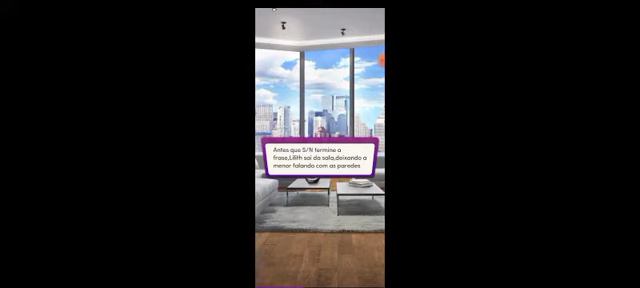 Antes que S/N termine a
frase,Lilith sai da sala,deixando a
menor falando com as paredes